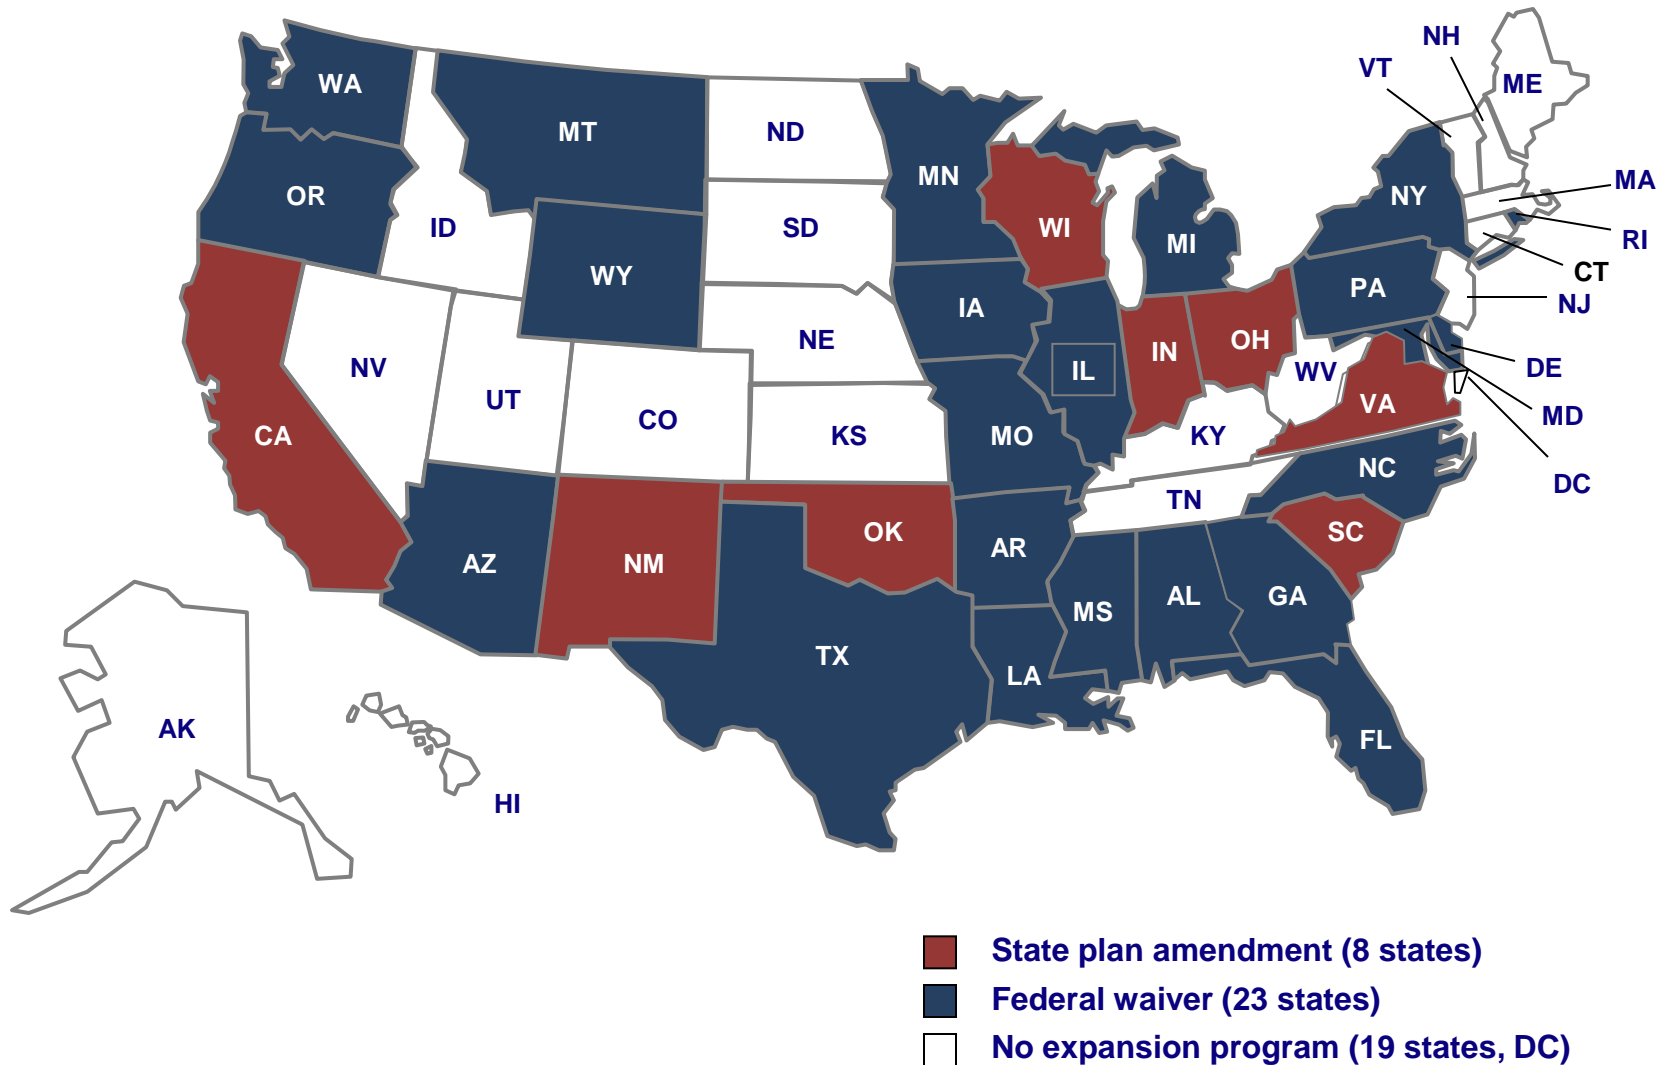 NH
VT
ME
WA
MT
ND
MN
OR
ID
SD
WI
MI
NY
MA
RI
CT
WY
IA
PA
NJ
NV
NE
IL
IN
OH
WV
DE
UT
CO
KS
MO
KY
VA
MD
CA
NC
DC
TN
AZ
NM
OK
AR
SC
MS
AL
GA
TX
LA
AK
FL
HI
State plan amendment (8 states)
Federal waiver (23 states)
No expansion program (19 states, DC)